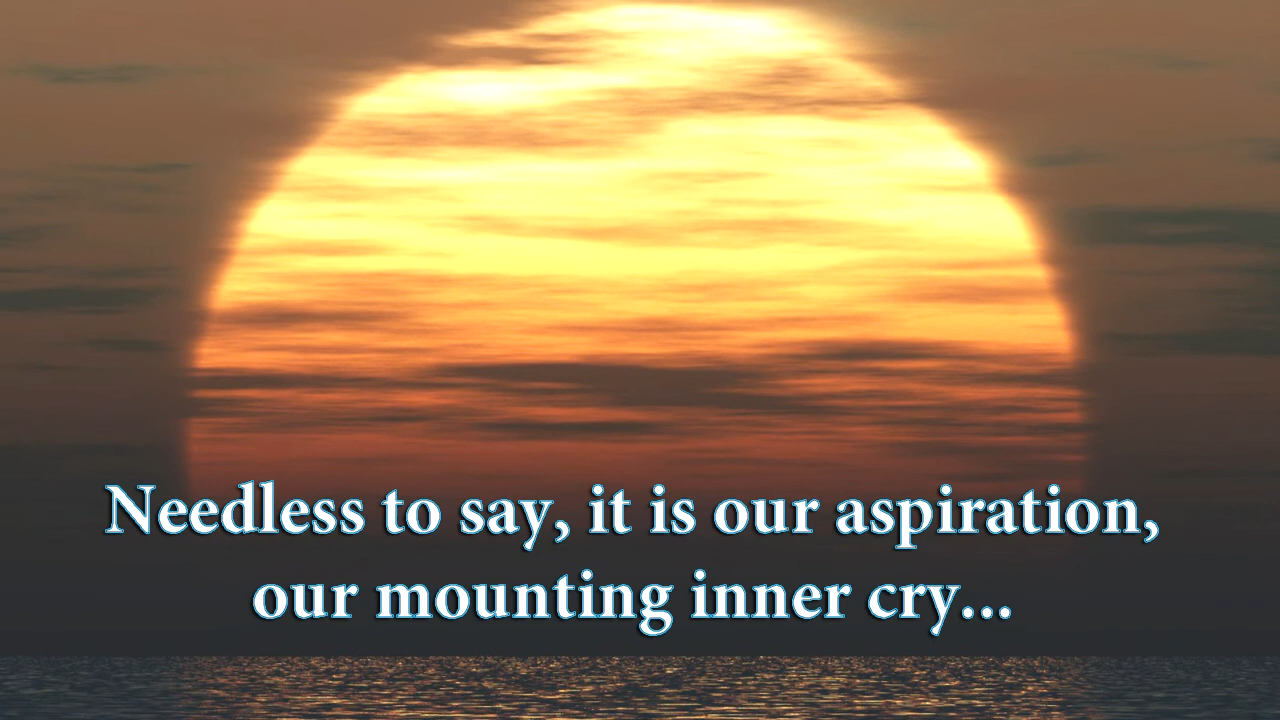 Needless to say, it is our aspiration,
our mounting inner cry...